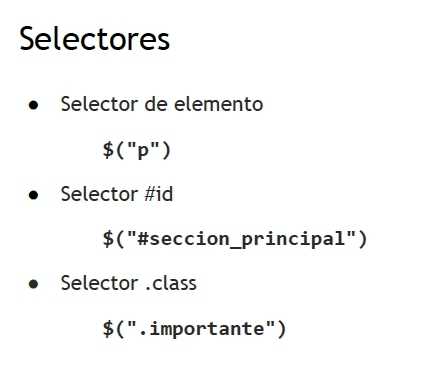 Selectores
● Selector de elemento
$("p")
● Selector #id
$("#seccion_principal")
● Selector .class
$(".importante")